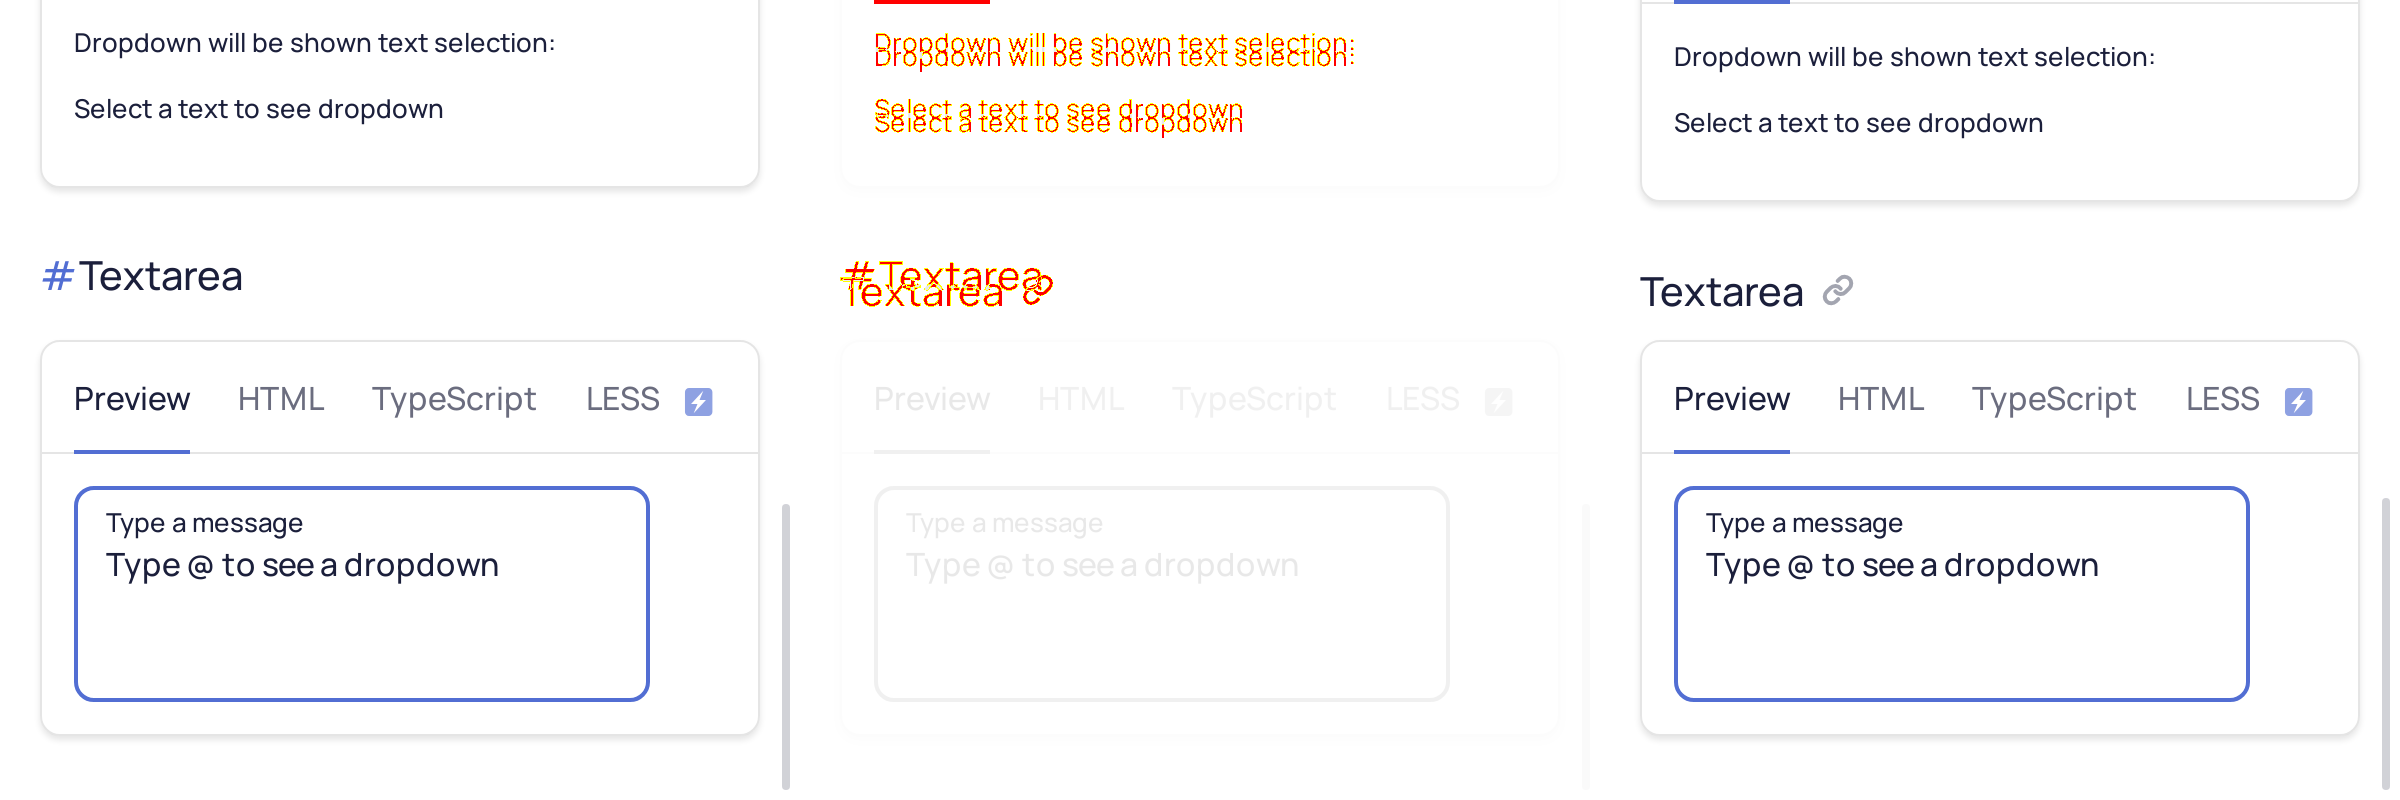 Dropdown will be shown text selection:
Select a text to see dropdown
#Textarea
Preview HTML TypeScript LESS
Type a message
Type @ to see a dropdown
Dropdown will be shown text selection:
Dropdown will be shown text selection:
Select a text to see dropdown
Select a text to see dropdown
#Textarea
Textarea
Preview HTML TypeScript LESS
Type a message
Type @ to see a dropdown
Dropdown will be shown text selection:
Select a text to see dropdown
Textarea
Preview HTML TypeScript LESS
Type a message
Type @ to see a dropdown